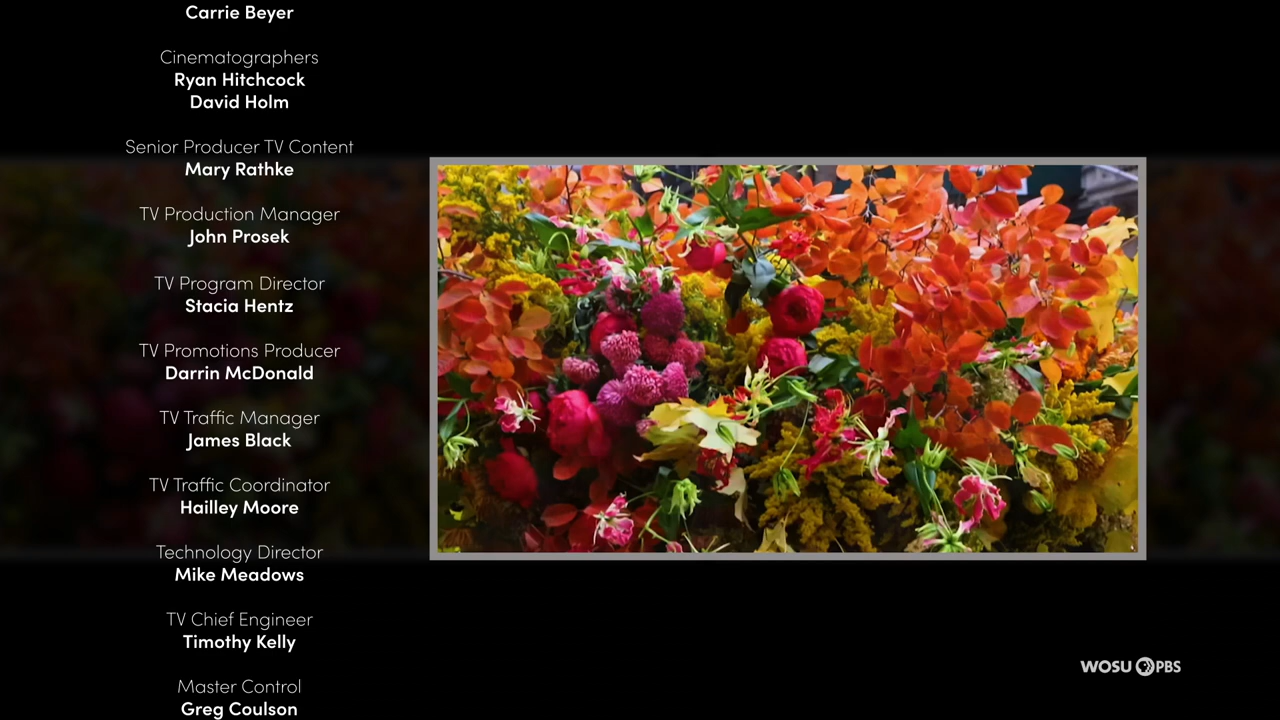 Carrie Beyer
Cinematographers
Ryan Hitchcock
David Holm
Senior Producer TV Content
Mary Rathke
TV Production Manager
John Prosek
TV Program Director
Stacia Hentz
TV Promotions Producer
Darrin McDonald
TV Traffic Manager
James Black
TV Traffic Coordinator
Hailley Moore
Technology Director
Mike Meadows
TV Chief Engineer
Timothy Kelly
Master Control
Greg Coulson
WOSU PBS